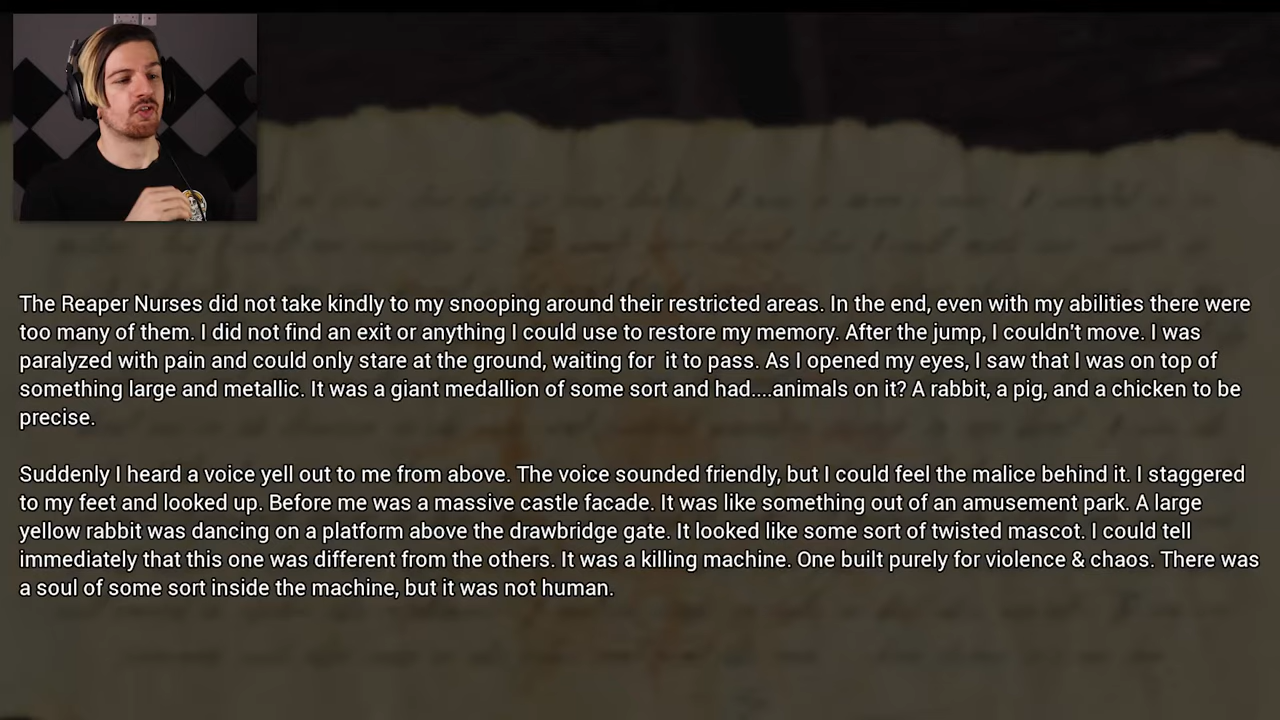 The Reaper Nurses did not take kindly to my snooping around their restricted areas. In the end, even with my abilities there were
too many of them. I did not find an exit or anything I could use to restore my memory. After the jump, I couldn't move. I was
paralyzed with pain and could only stare at the ground, waiting for  it to pass. As I opened my eyes, I saw that I was on top of
something large and metallic. It was a giant medallion of some sort and had....animals on it? A rabbit, a pig, and a chicken to be
precise.
Suddenly I heard a voice yell out to me from above. The voice sounded friendly, but I could feel the malice behind it. I staggered
to my feet and looked up. Before me was a massive castle facade. It was like something out of an amusement park. A large
yellow rabbit was dancing on a platform above the drawbridge gate. It looked like some sort of twisted mascot. I could tell
immediately that this one was different from the others. It was a killing machine. One built purely for violence & chaos. There was
a soul of some sort inside the machine, but it was not human.